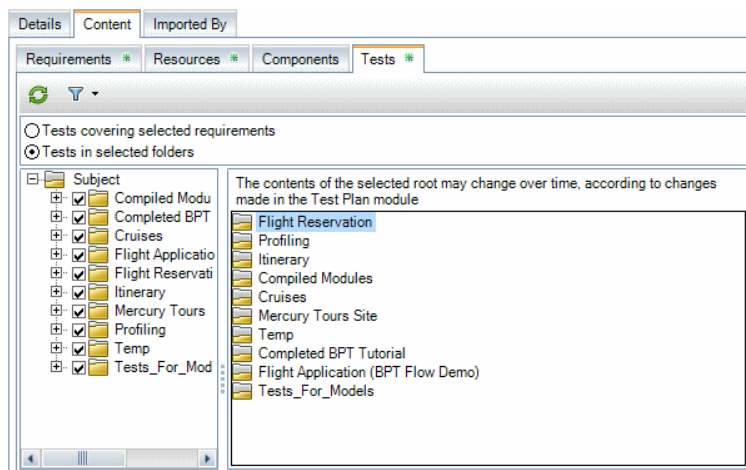 Details Content Imported By
Requirements * Resources * Components Tests *
Tests covering selected requirements
Tests in selected folders
Subject
Compiled Modu
Completed BPT
Cruises
Flight Applicatio
Flight Reservati
Itinerary
Mercury Tours
Profiling
Temp
Tests_For_Mod
The contents of the selected root may change over time, according to changes
made in the Test Plan module
Flight Reservation
Profiling
Itinerary
Compiled Modules
Cruises
Mercury Tours Site
Temp
Completed BPT Tutorial
Flight Application (BPT Flow Demo)
Tests_For_Models